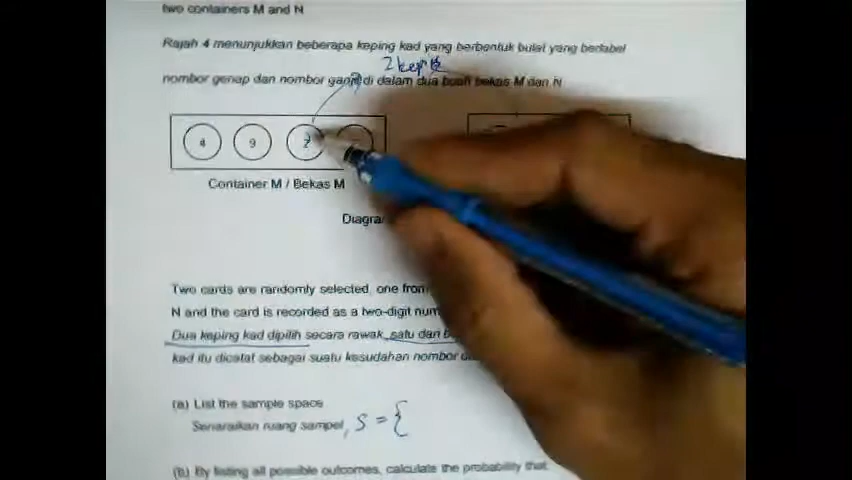 two containers M and N
Rajah 4 menunjukkan beberapa keping kad yang berbentuk bulat yang berlabel
2 keping
nombor genap dan nombor ganjil di dalam dua buah bekas M dan N
4 9 2
Container M / Bekas M
Diagra
Two cards are randomly selected, one from
N and the card is recorded as a two-digit num
Dua keping kad dipilih secara rawak, satu dari
kad itu dicatat sebagai suatu kesudahan nombor
(a) List the sample space
Senaraikan ruang sampel, S = {
(b) By listing all possible outcomes, calculate the probability that